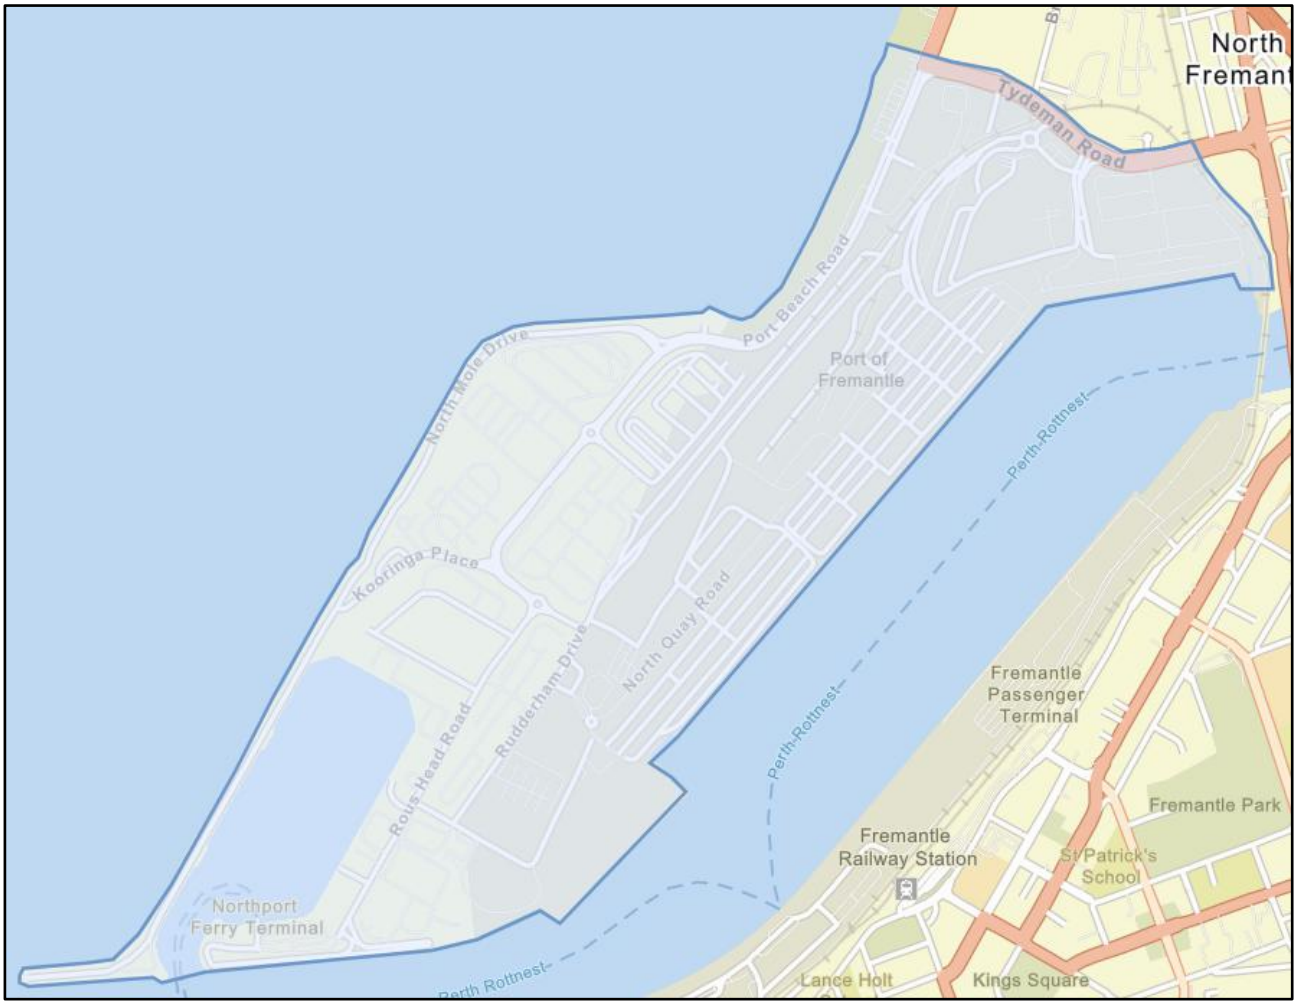 North
Fremant
Tydeman Road
Port Beach Road
Port of
Fremantle
North Mole Drive
Perth-Rottnest
Kooringa Place
North Quay Road
Rudderham Drive
Fremantle
Passenger
Terminal
Perth-Rottnest
Rous Head Road
Fremantle Park
Fremantle
Railway Station
St Patrick's
School
Northport
Ferry Terminal
Perth Rottnest
Lance Holt
Kings Square